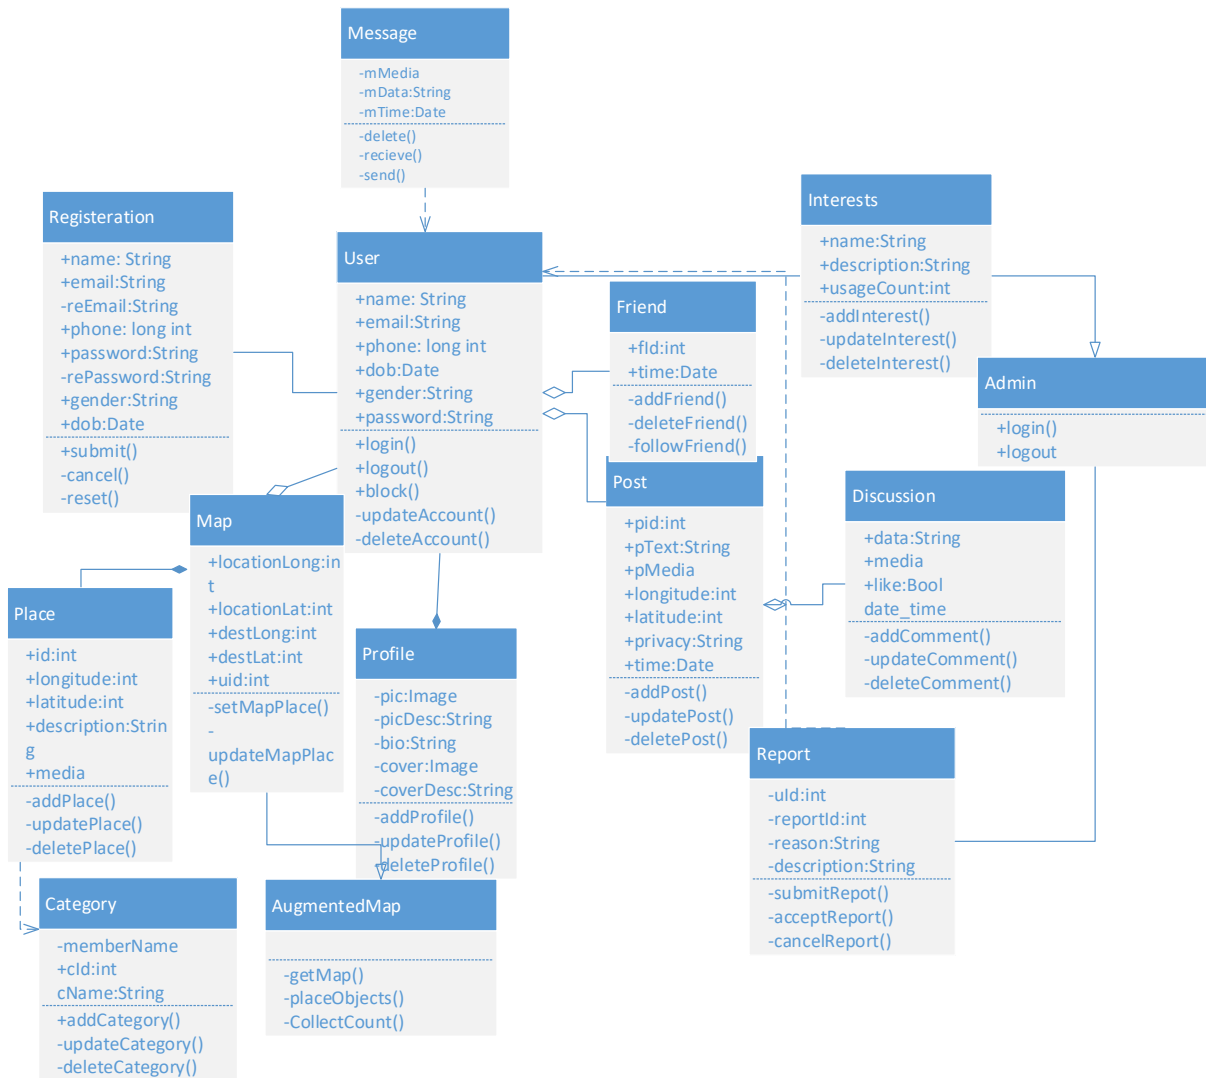 Message
-mMedia
-mData:String
-mTime:Date
-delete()
-recieve()
-send()
Registeration
+name: String
+email:String
-reEmail:String
+phone: long int
+password:String
-rePassword:String
+gender:String
+dob:Date
+submit()
-cancel()
-reset()
User
+name: String
+email:String
+phone: long int
+dob:Date
+gender:String
+password:String
+login()
+logout()
+block()
-updateAccount()
-deleteAccount()
Interests
+name:String
+description:String
+usageCount:int
-addInterest()
-updateInterest()
-deleteInterest()
Friend
+fId:int
+time:Date
-addFriend()
-deleteFriend()
-followFriend()
Admin
+login()
+logout
Post
+pid:int
+pText:String
+pMedia
+longitude:int
+latitude:int
+privacy:String
+time:Date
-addPost()
-updatePost()
-deletePost()
Discussion
+data:String
+media
+like:Bool
date_time
-addComment()
-updateComment()
-deleteComment()
Map
+locationLong:in
t
+locationLat:int
+destLong:int
+destLat:int
+uid:int
-setMapPlace()
-
updateMapPlac
e()
Place
+id:int
+longitude:int
+latitude:int
+description:Strin
g
+media
-addPlace()
-updatePlace()
-deletePlace()
Profile
-pic:Image
-picDesc:String
-bio:String
-cover:Image
-coverDesc:String
-addProfile()
-updateProfile()
-deleteProfile()
Report
-uId:int
-reportId:int
-reason:String
-description:String
-submitRepot()
-acceptReport()
-cancelReport()
Category
-memberName
+cId:int
cName:String
+addCategory()
-updateCategory()
-deleteCategory()
AugmentedMap
-getMap()
-placeObjects()
-CollectCount()